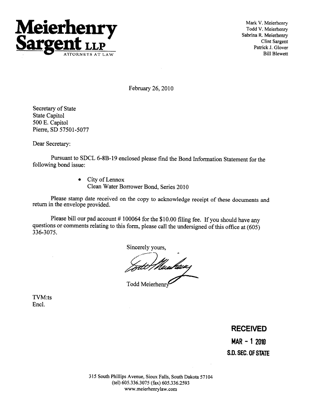 Meierhenry
Sargent LLP
ATTORNEYS AT LAW
Mark V. Meierhenry
Todd V. Meierhenry
Sabrina R. Meierhenry
Clint Sargent
Patrick J. Glover
Bill Blewett
February 26, 2010
Secretary of State
State Capitol
500 E. Capitol
Pierre, SD 57501-5077
Dear Secretary:
Pursuant to SDCL 6-8B-19 enclosed please find the Bond Information Statement for the
following bond issue:
• City of Lennox
Clean Water Borrower Bond, Series 2010
Please stamp date received on the copy to acknowledge receipt of these documents and
return in the envelope provided.
Please bill our pad account # 100064 for the $10.00 filing fee. If you should have any
questions or comments relating to this form, please call the undersigned of this office at (605)
336-3075.
Sincerely yours,
Todd Meierhenry
Todd Meierhenry
TVM:ts
Encl.
RECEIVED
MAR - 1 2010
S.D. SEC. OF STATE
315 South Phillips Avenue, Sioux Falls, South Dakota 57104
(tel) 605.336.3075 (fax) 605.336.2593
www.meierhenrylaw.com